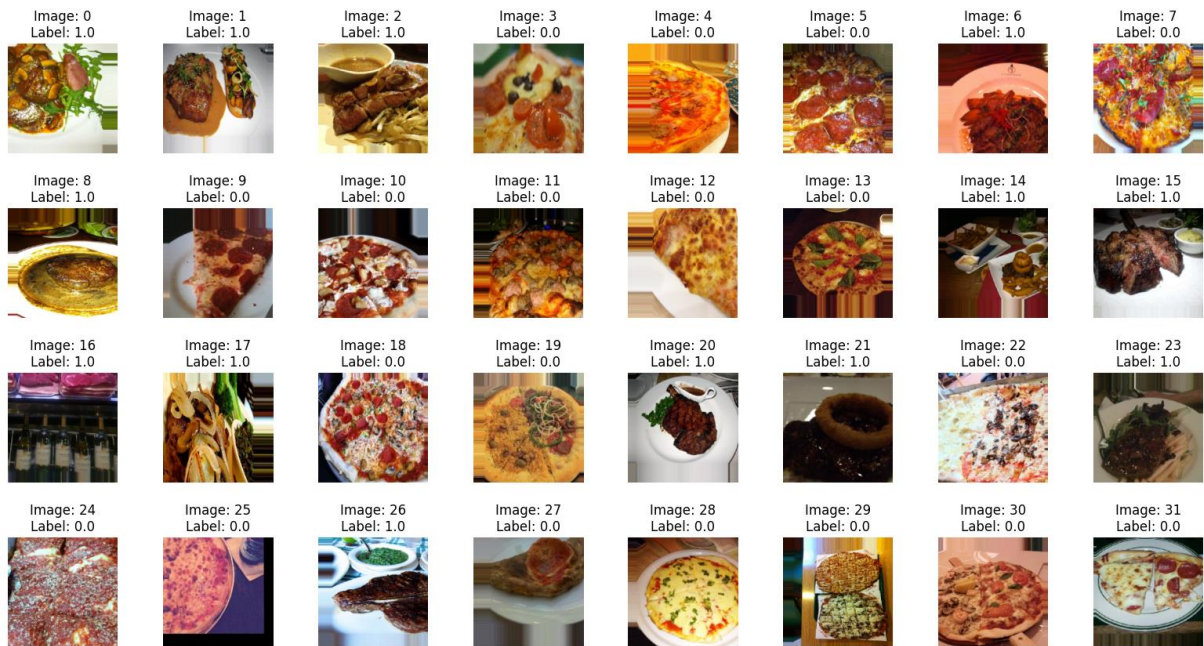 Image: 0
Label: 1.0
Image: 1
Label: 1.0
Image: 2
Label: 1.0
Image: 3
Label: 0.0
Image: 4
Label: 0.0
Image: 5
Label: 0.0
Image: 6
Label: 1.0
Image: 7
Label: 0.0
Image: 8
Label: 1.0
Image: 9
Label: 0.0
Image: 10
Label: 0.0
Image: 11
Label: 0.0
Image: 12
Label: 0.0
Image: 13
Label: 0.0
Image: 14
Label: 1.0
Image: 15
Label: 1.0
Image: 16
Label: 1.0
Image: 17
Label: 1.0
Image: 18
Label: 0.0
Image: 19
Label: 0.0
Image: 20
Label: 1.0
Image: 21
Label: 1.0
Image: 22
Label: 0.0
Image: 23
Label: 1.0
Image: 24
Label: 0.0
Image: 25
Label: 0.0
Image: 26
Label: 1.0
Image: 27
Label: 0.0
Image: 28
Label: 0.0
Image: 29
Label: 0.0
Image: 30
Label: 0.0
Image: 31
Label: 0.0